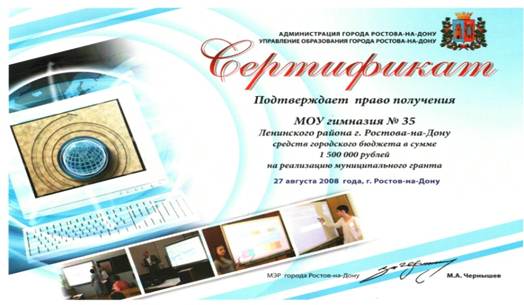 АДМИНИСТРАЦИЯ ГОРОДА РОСТОВА-НА-ДОНУ
УПРАВЛЕНИЕ ОБРАЗОВАНИЯ ГОРОДА РОСТОВА-НА-ДОНУ
Сертификат
Подтверждает право получения
МОУ гимназия № 35
Ленинского района г. Ростова-на-Дону
средств городского бюджета в сумме
1 500 000 рублей
на реализацию муниципального гранта
27 августа 2008 года, г. Ростов-на-Дону
МЭР города Ростова-на-Дону М.А. Чернышев